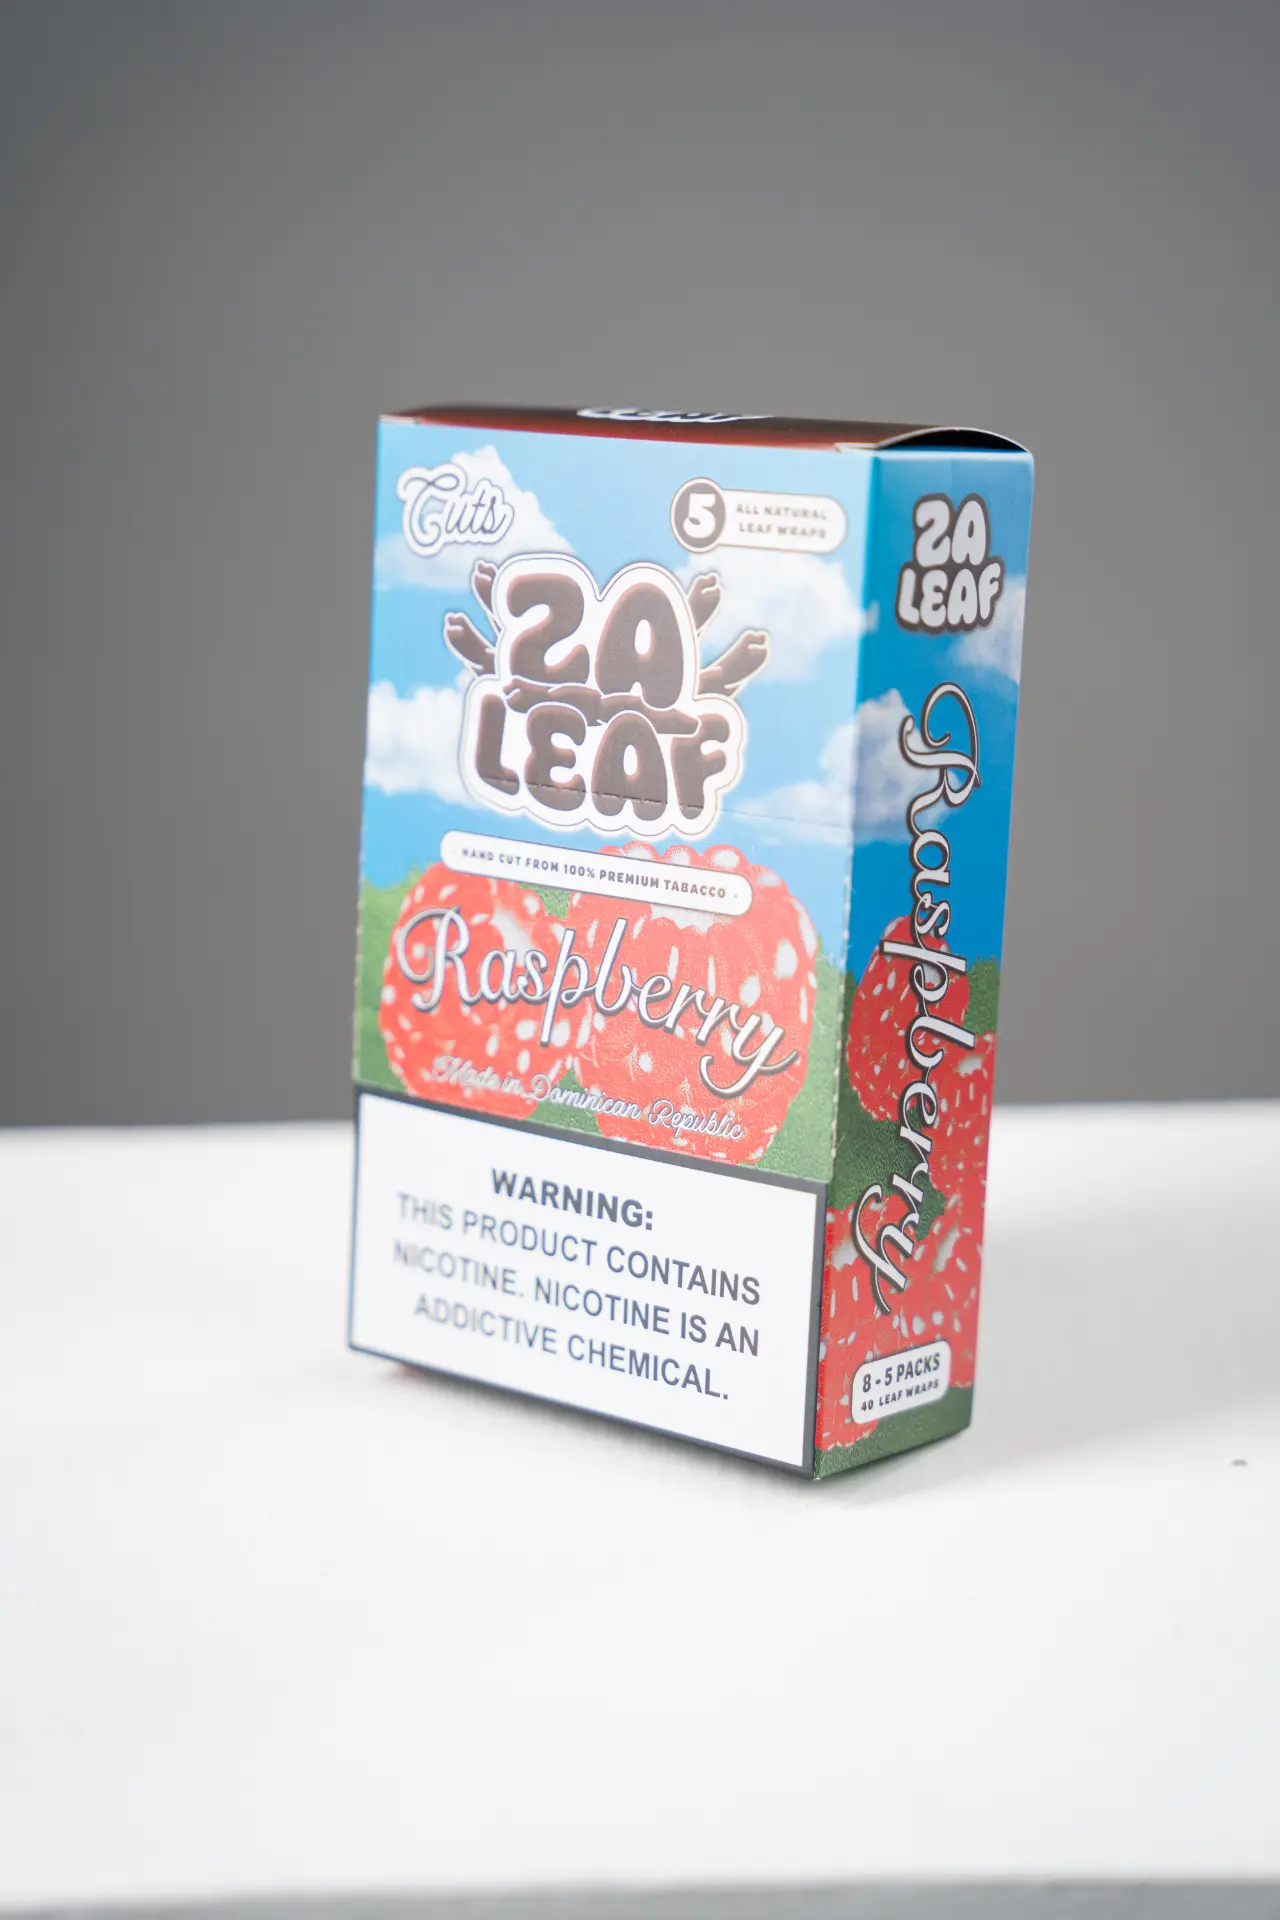 Cuts
5
ALL NATURAL
LEAF WRAPS
ZA
LEAF
HAND CUT FROM 100% PREMIUM TABACCO
Raspberry
Made in Dominican Republic
WARNING:
THIS PRODUCT CONTAINS
NICOTINE. NICOTINE IS AN
ADDICTIVE CHEMICAL.
ZA
LEAF
Raspberry
8 - 5 PACKS
40 LEAF WRAPS